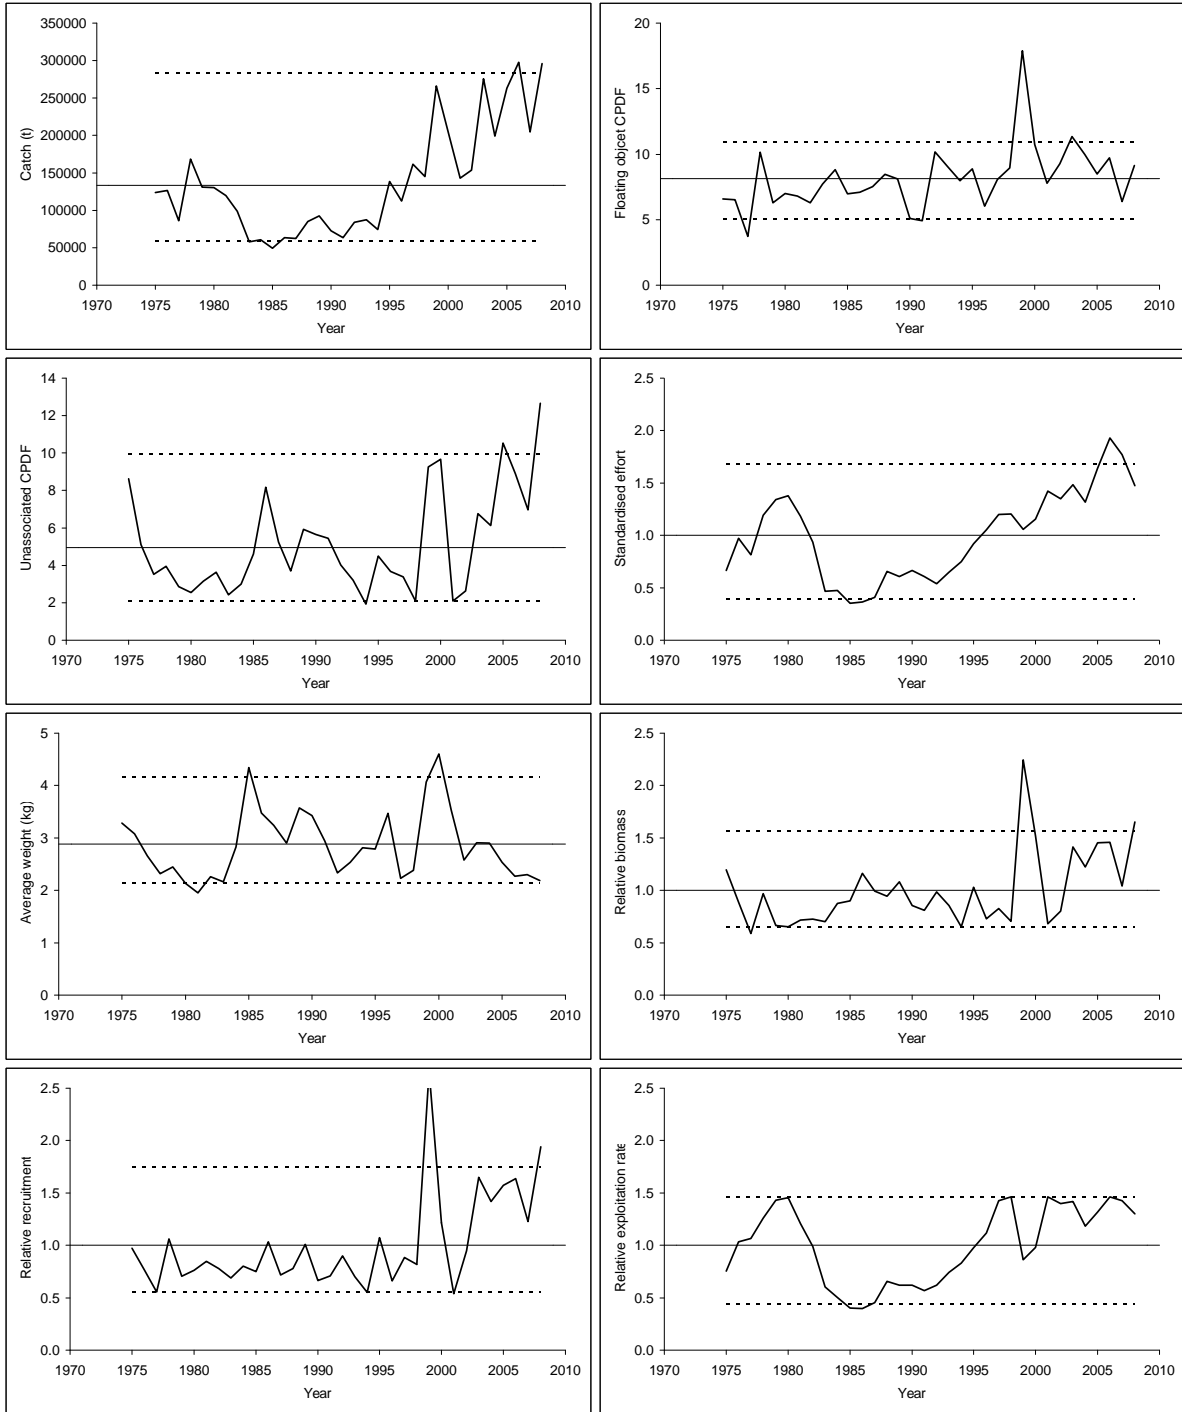 350000
300000
250000
200000
150000
100000
50000
0
Catch (t)
1970 1975 1980 1985 1990 1995 2000 2005 2010
Year
20
15
10
5
0
Floating objcet CPDF
1970 1975 1980 1985 1990 1995 2000 2005 2010
Year
14
12
10
8
6
4
2
0
Unassociated CPDF
1970 1975 1980 1985 1990 1995 2000 2005 2010
Year
2.5
2.0
1.5
1.0
0.5
0.0
Standardised effort
1970 1975 1980 1985 1990 1995 2000 2005 2010
Year
5
4
3
2
1
0
Average weight (kg)
1970 1975 1980 1985 1990 1995 2000 2005 2010
Year
2.5
2.0
1.5
1.0
0.5
0.0
Relative biomass
1970 1975 1980 1985 1990 1995 2000 2005 2010
Year
2.5
2.0
1.5
1.0
0.5
0.0
Relative recruitment
1970 1975 1980 1985 1990 1995 2000 2005 2010
Year
2.5
2.0
1.5
1.0
0.5
0.0
Relative exploitation rate
1970 1975 1980 1985 1990 1995 2000 2005 2010
Year